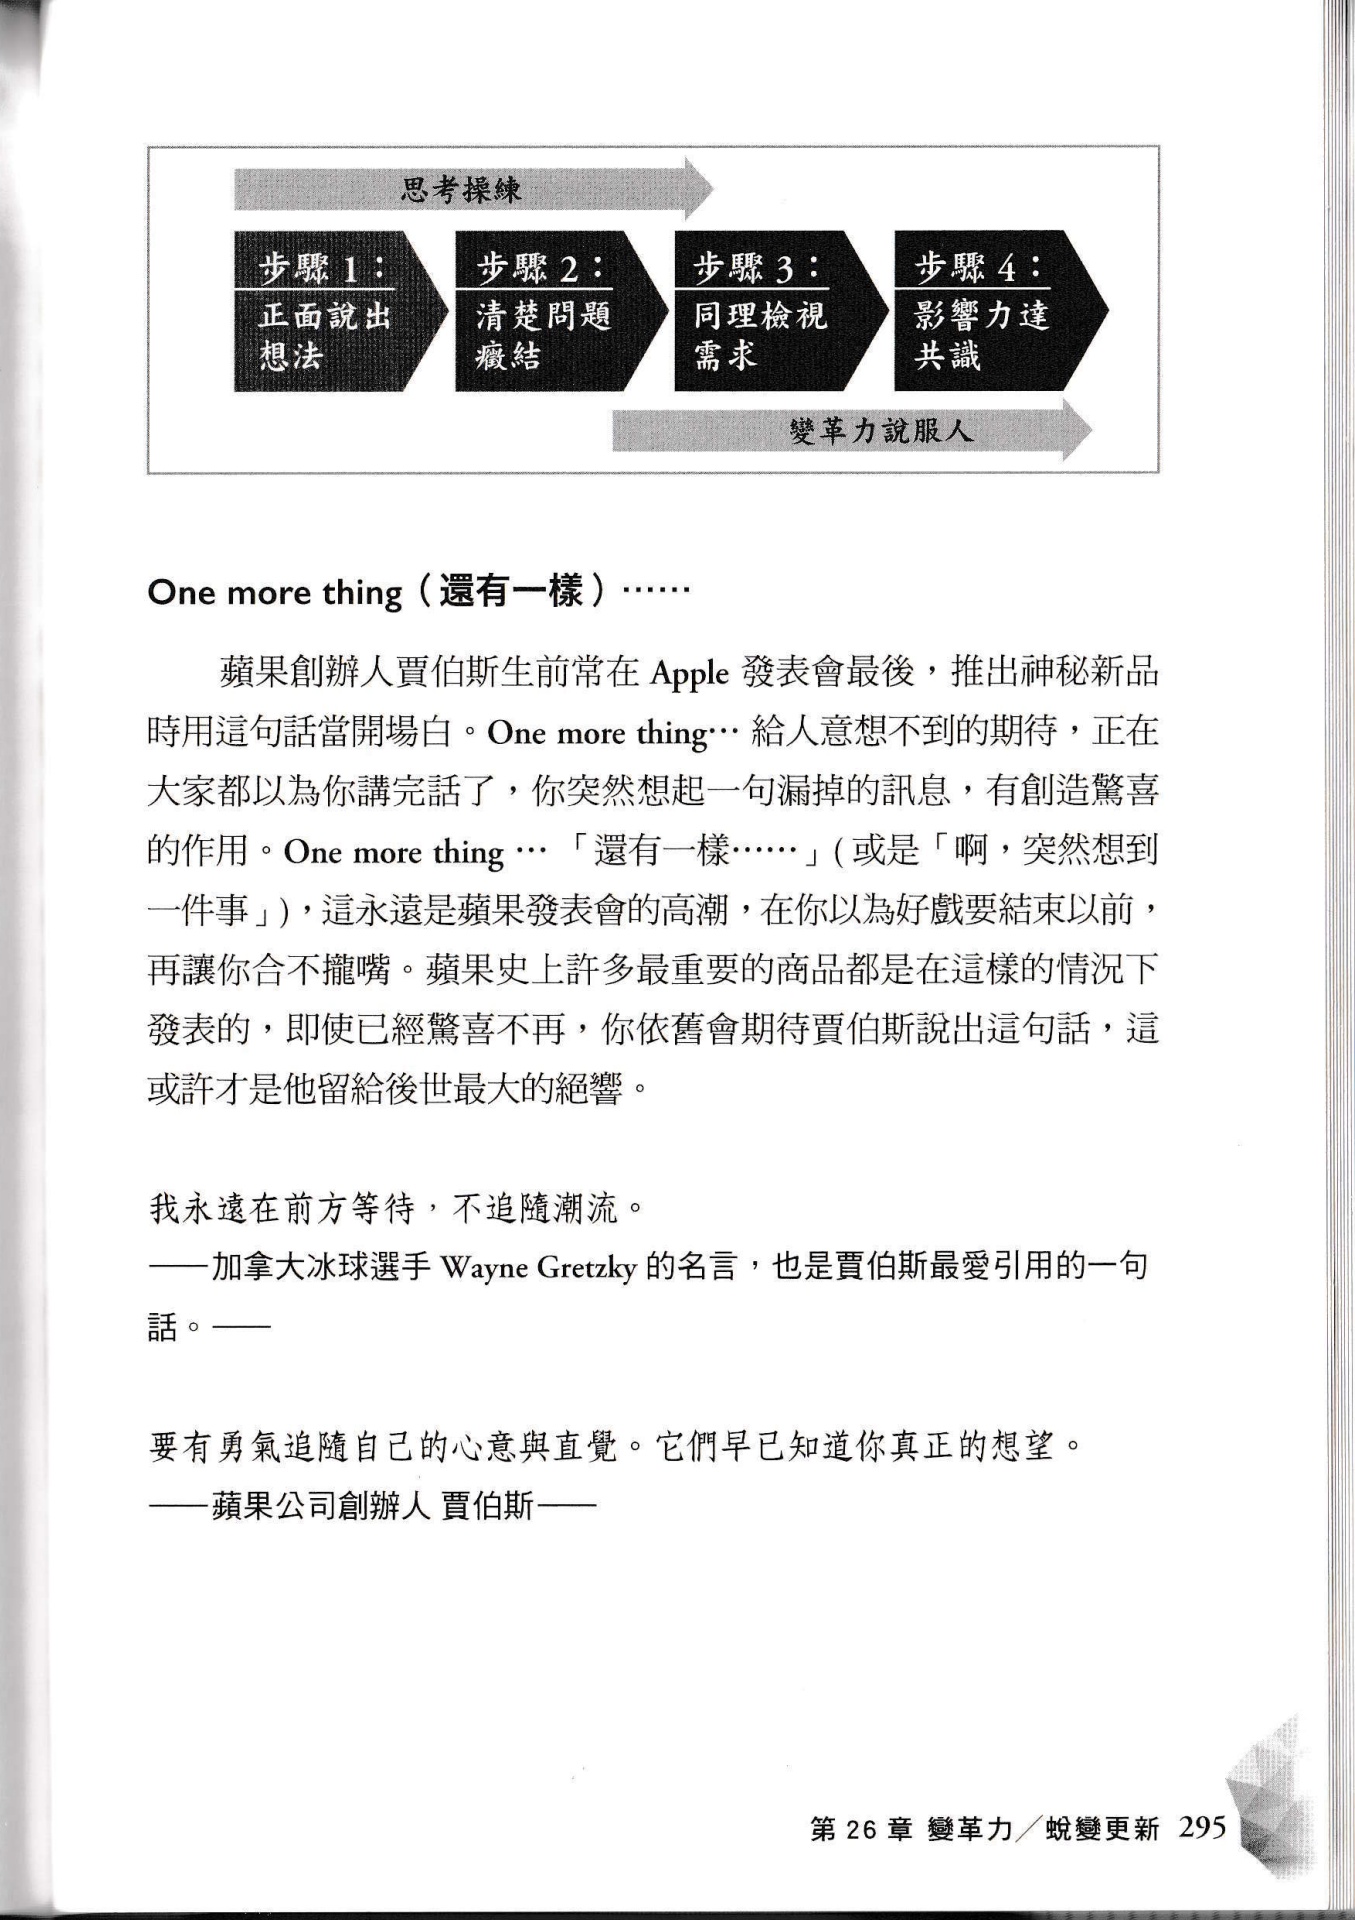 思考操練
步驟 1：
正面說出
想法
步驟 2：
清楚問題
癥結
步驟 3：
同理檢視
需求
步驟 4：
影響力達
共識
變革力說服人
One more thing（還有一樣）⋯⋯
蘋果創辦人賈伯斯生前常在 Apple 發表會最後，推出神秘新品
時用這句話當開場白。One more thing⋯ 給人意想不到的期待，正在
大家都以為你講完話了，你突然想起一句漏掉的訊息，有創造驚喜
的作用。One more thing ⋯ 「還有一樣⋯⋯」(或是「啊，突然想到
一件事」)，這永遠是蘋果發表會的高潮，在你以為好戲要結束以前，
再讓你合不攏嘴。蘋果史上許多最重要的商品都是在這樣的情況下
發表的，即使已經驚喜不再，你依舊會期待賈伯斯說出這句話，這
或許才是他留給後世最大的絕響。
我永遠在前方等待，不追隨潮流。
——加拿大冰球選手 Wayne Gretzky 的名言，也是賈伯斯最愛引用的一句
話。——
要有勇氣追隨自己的心意與直覺。它們早已知道你真正的想望。
——蘋果公司創辦人 賈伯斯——
第 26 章 變革力／蛻變更新 295